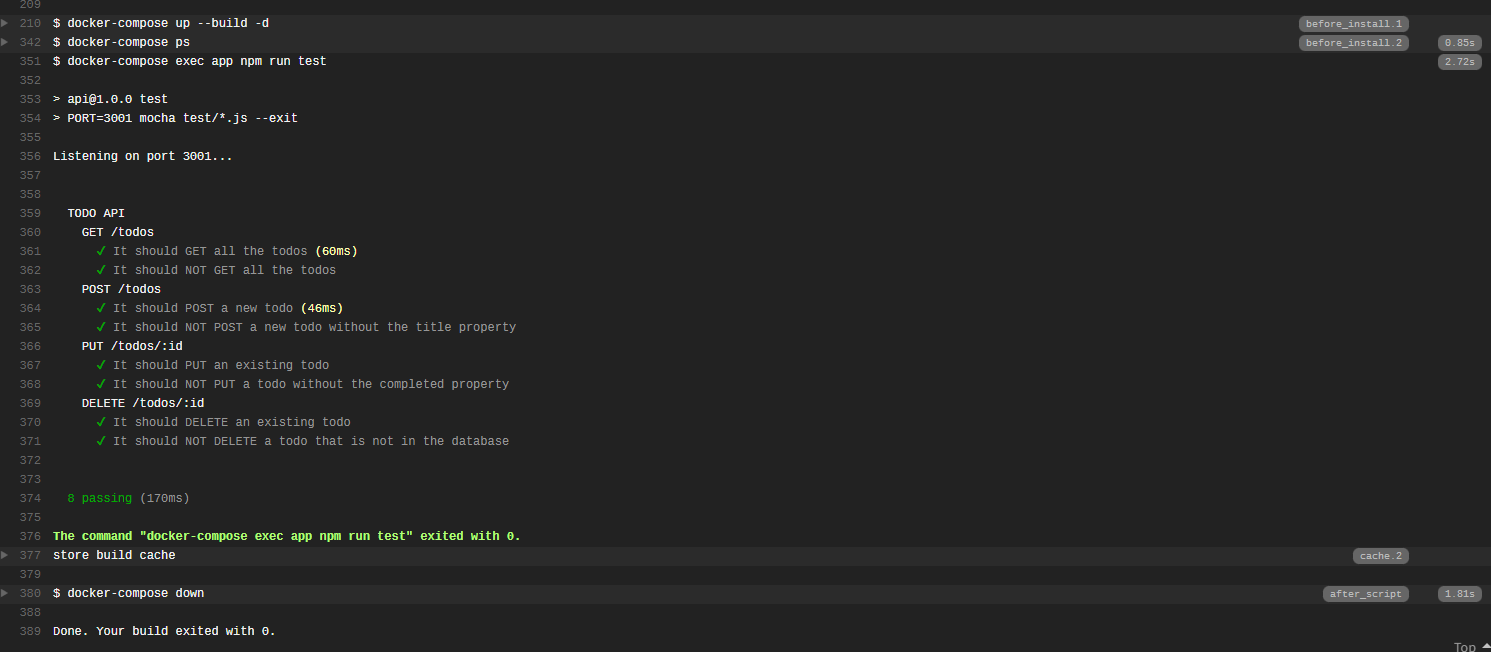 209
210 $ docker-compose up --build -d before_install.1
342 $ docker-compose ps before_install.2 0.85s
351 $ docker-compose exec app npm run test 2.72s
352
353 > api@1.0.0 test
354 > PORT=3001 mocha test/*.js --exit
355
356 Listening on port 3001...
357
358
359 TODO API
360 GET /todos
361 ✓ It should GET all the todos (60ms)
362 ✓ It should NOT GET all the todos
363 POST /todos
364 ✓ It should POST a new todo (46ms)
365 ✓ It should NOT POST a new todo without the title property
366 PUT /todos/:id
367 ✓ It should PUT an existing todo
368 ✓ It should NOT PUT a todo without the completed property
369 DELETE /todos/:id
370 ✓ It should DELETE an existing todo
371 ✓ It should NOT DELETE a todo that is not in the database
372
373
374 8 passing (170ms)
375
376 The command "docker-compose exec app npm run test" exited with 0.
377 store build cache cache.2
379
380 $ docker-compose down after_script 1.81s
388
389 Done. Your build exited with 0.
Top